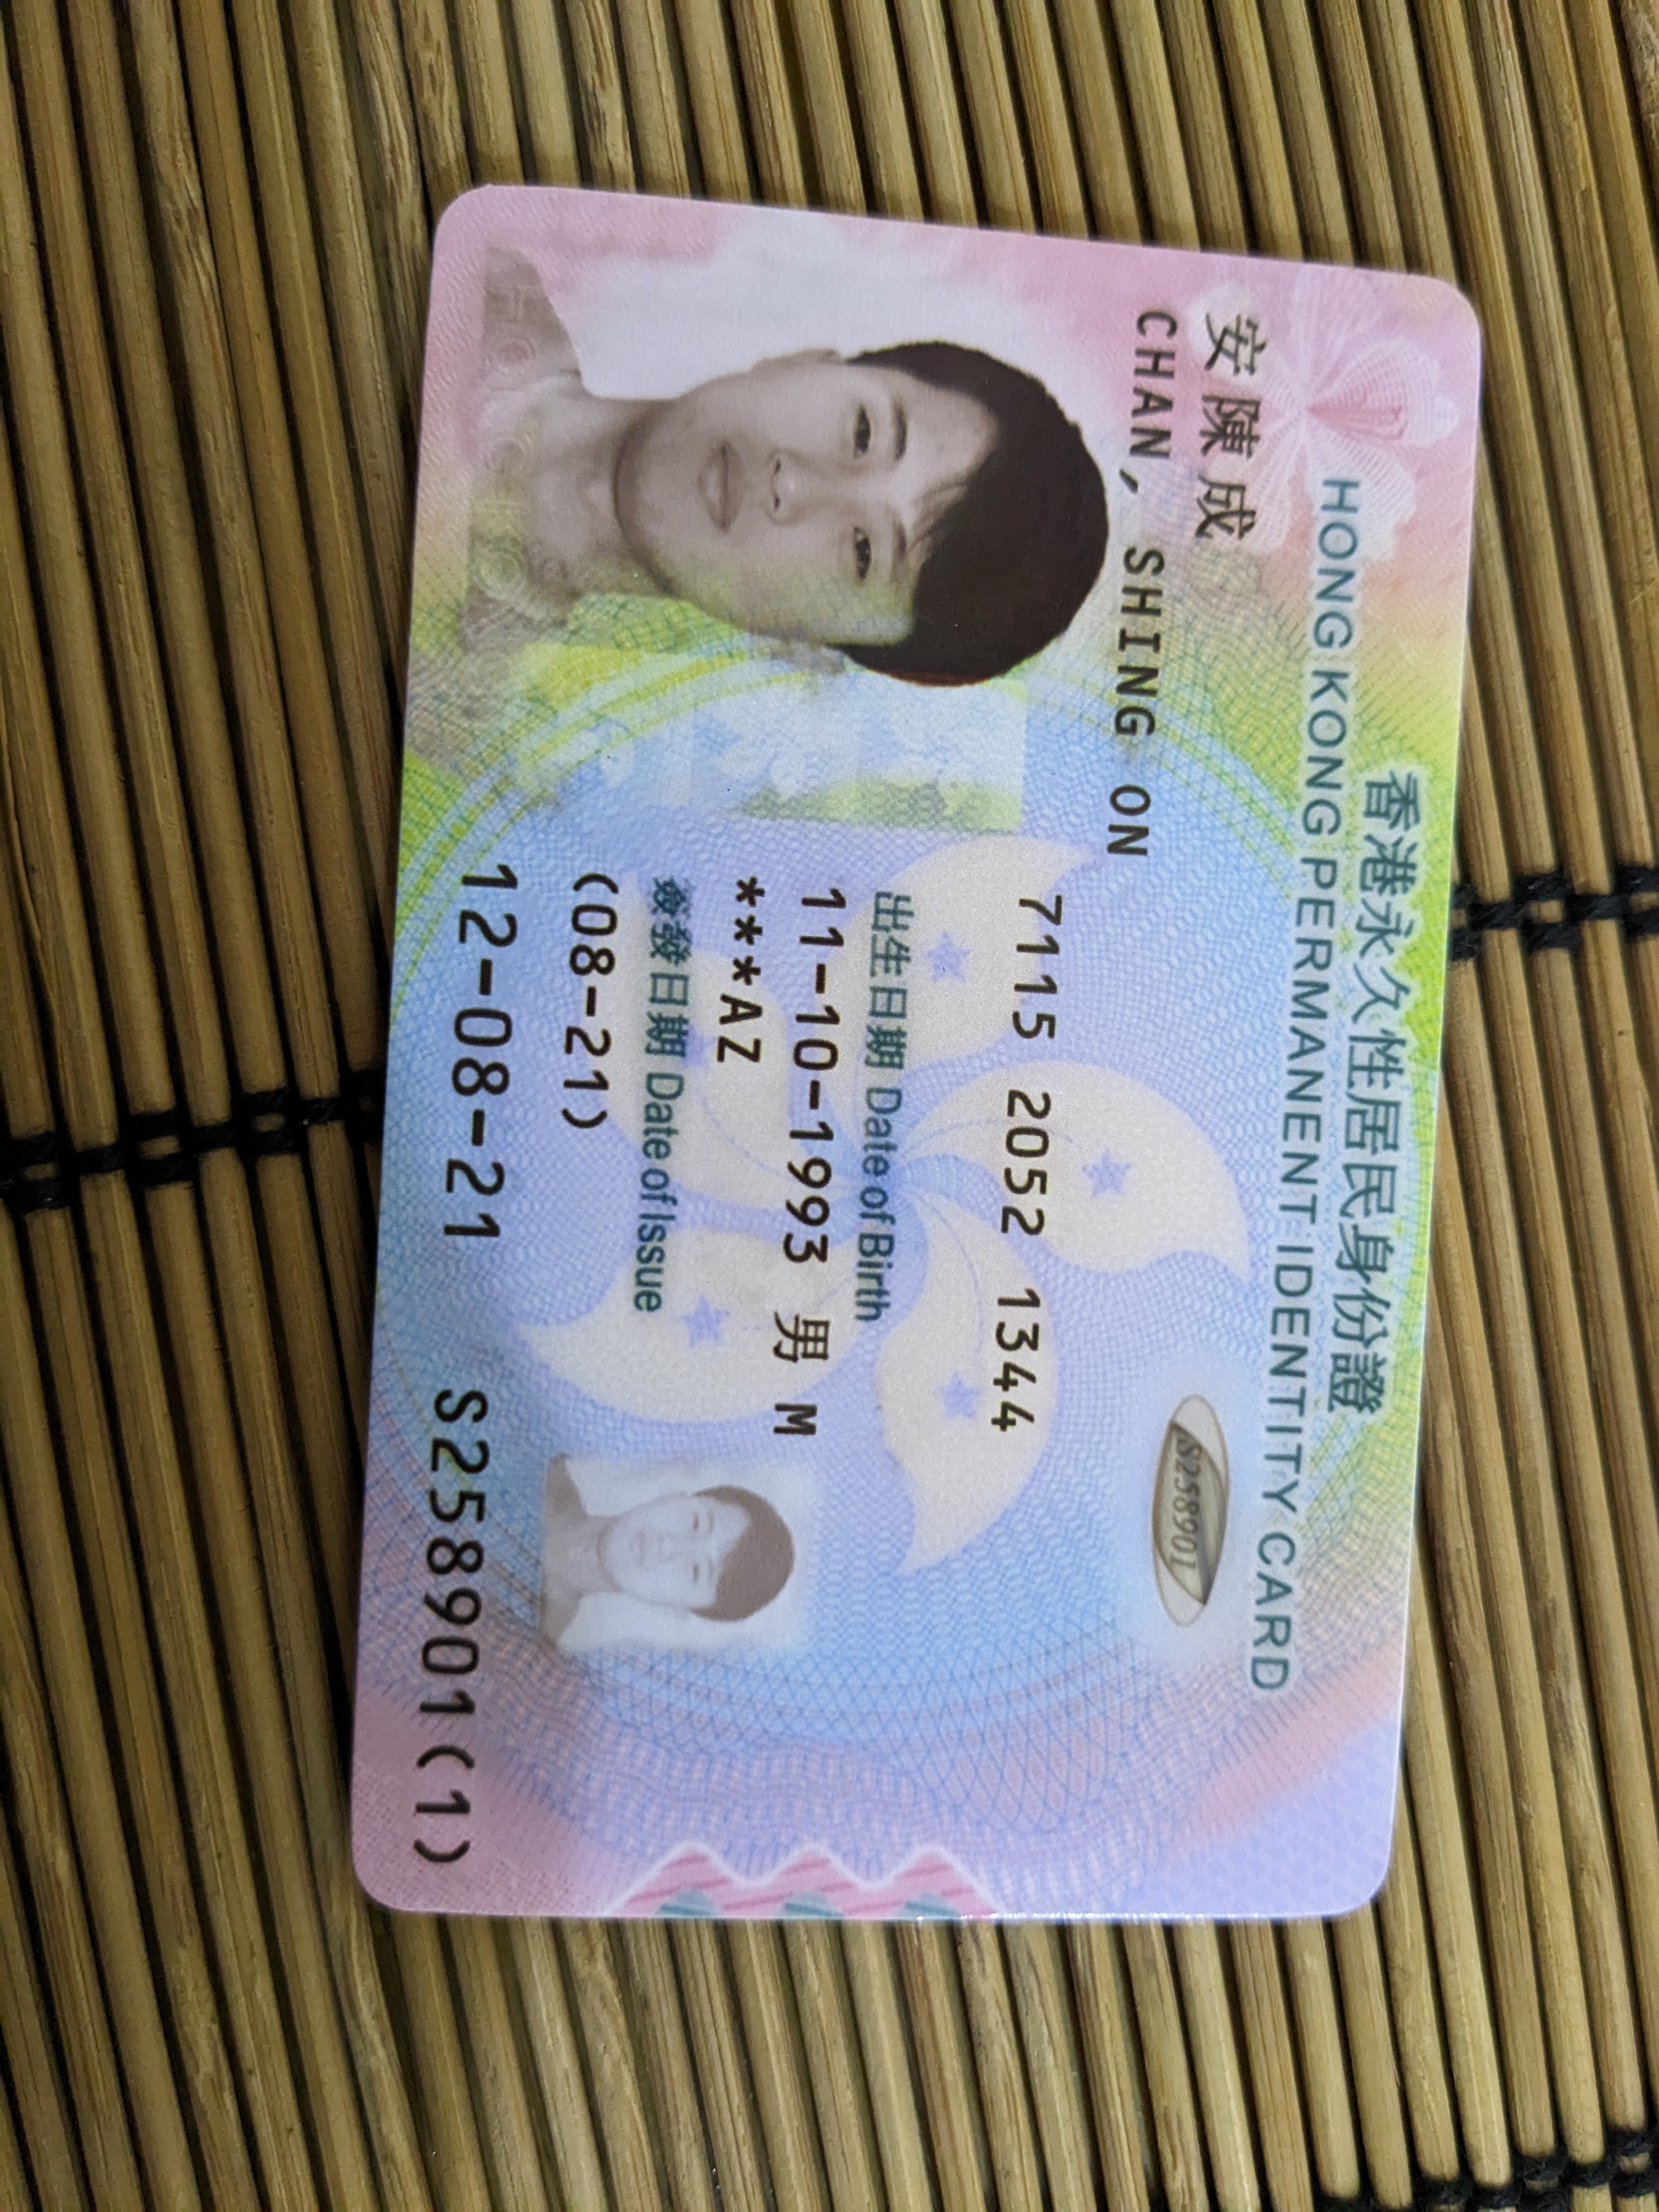 香港永久性居民身份證
HONG KONG PERMANENT IDENTITY CARD
安陳成
CHAN, SHING ON
S258901
7115 2052 1344
出生日期 Date of Birth
11-10-1993 男 M
***AZ
簽發日期 Date of Issue
(08-21)
12-08-21
S258901(1)
HONG KO